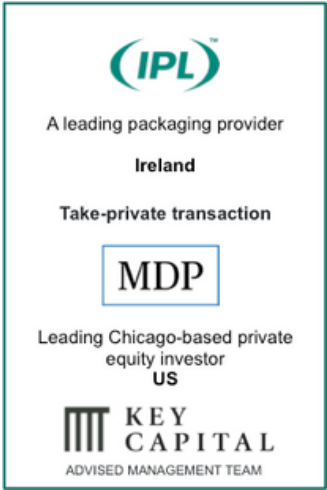 (IPL)™
A leading packaging provider
Ireland
Take-private transaction
MDP
Leading Chicago-based private
equity investor
US
KEY
CAPITAL
ADVISED MANAGEMENT TEAM